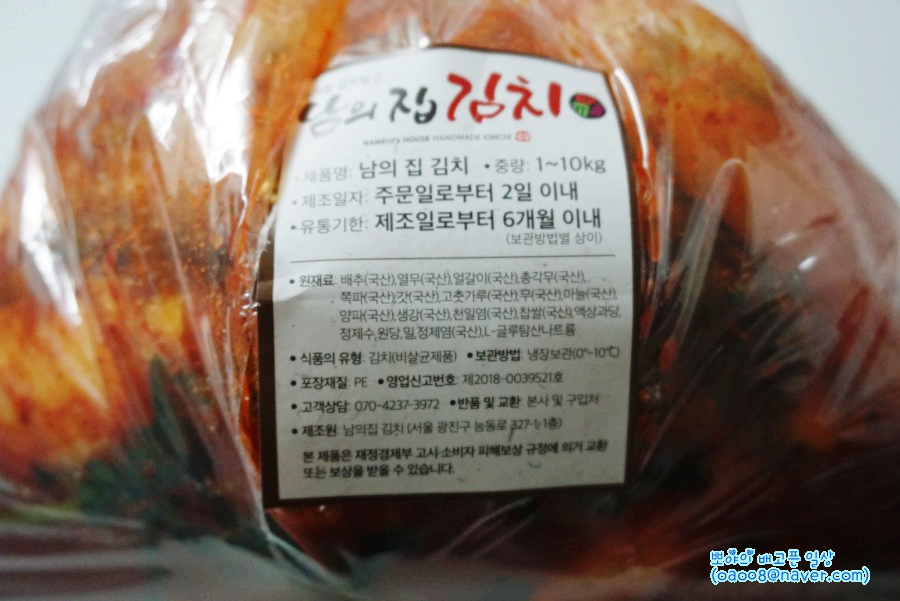 남의 집 김치
NAMEUI's HOUSE HANDMADE KIMCHI
• 제품명: 남의 집 김치 • 중량: 1~10kg
• 제조일자: 주문일로부터 2일 이내
• 유통기한: 제조일로부터 6개월 이내
(보관방법별 상이)
• 원재료: 배추(국산),열무(국산),얼갈이(국산),총각무(국산),
쪽파(국산),갓(국산),고춧가루(국산),무(국산),마늘(국산),
양파(국산),생강(국산),천일염(국산),찹쌀(국산),액상과당,
정제수,원당,밀,정제염(국산),L-글루탐산나트륨
• 식품의 유형: 김치(비살균제품) • 보관방법: 냉장보관(0°~10℃)
• 포장재질: PE • 영업신고번호: 제2018-0039521호
• 고객상담: 070-4237-3972 • 반품 및 교환: 본사 및 구입처
• 제조원: 남의집 김치 (서울 광진구 능동로 327-1, 1층)
본 제품은 재정경제부 고시·소비자 피해보상 규정에 의거 교환
또는 보상을 받을 수 있습니다.
뽀야의 배고픈 일상
(oaoo8@naver.com)